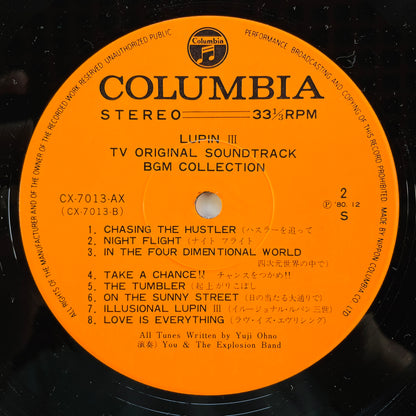 Columbia
COLUMBIA
STEREO 33⅓RPM
LUPIN III
TV ORIGINAL SOUNDTRACK
BGM COLLECTION
CX-7013-AX
(CX-7013-B)
2
Ⓟ '80.12
S
1. CHASING THE HUSTLER (ハスラーを追って
2. NIGHT FLIGHT (ナイト フライト
3. IN THE FOUR DIMENTIONAL WORLD
四次元世界の中で)
4. TAKE A CHANCE!! チャンスをつかめ!!)
5. THE TUMBLER (起上がりこぼし
6. ON THE SUNNY STREET (日の当たる大通りで)
7. ILLUSIONAL LUPIN III (イルージョナル・ルパン三世)
8. LOVE IS EVERYTHING (ラヴ・イズ・エヴリシング)
All Tunes Written by Yuji Ohno
演奏) You & The Explosion Band
ALL RIGHTS OF THE MANUFACTURER AND OF THE OWNER OF THE RECORDED WORK RESERVED UNAUTHORIZED PUBLIC PERFORMANCE, BROADCASTING AND COPYING OF THIS RECORD PROHIBITED MADE BY NIPPON COLUMBIA CO LTD